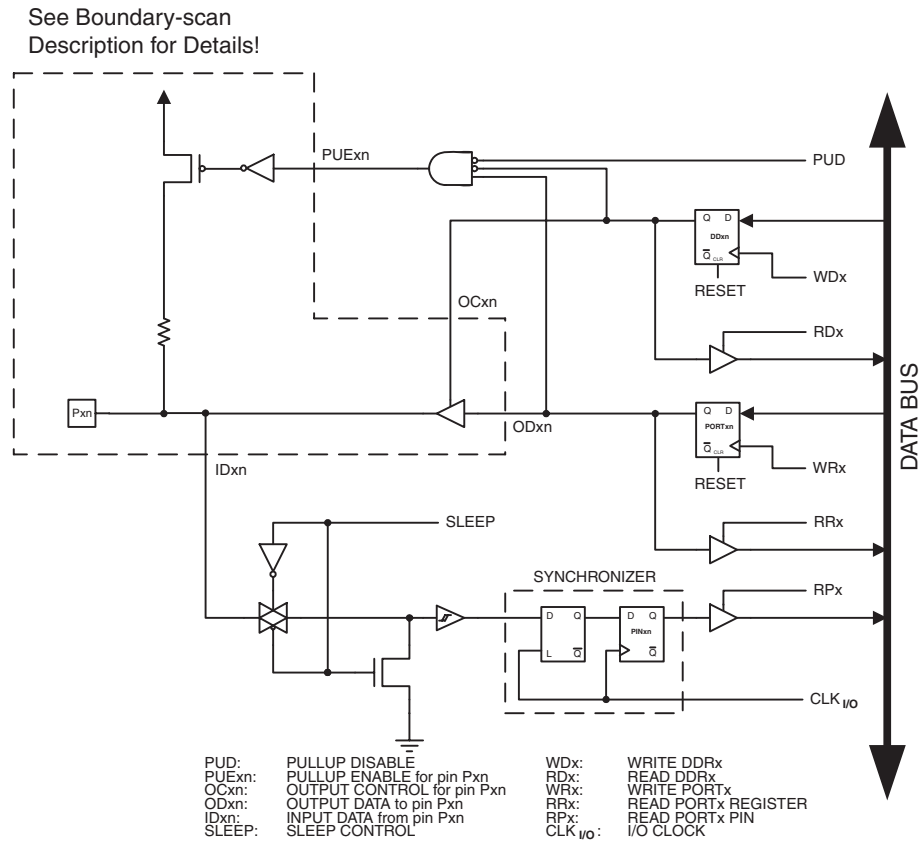 See Boundary-scan
Description for Details!
PUExn
PUD
Q D
DDxn
Q CLR
WDx
RESET
OCxn
RDx
Pxn
Q D
ODxn
PORTxn
Q CLR
IDxn
WRx
RESET
DATA BUS
SLEEP
RRx
SYNCHRONIZER
RPx
D Q
D Q
PINxn
L Q
Q
CLK I/O
PUD: PULLUP DISABLE
PUExn: PULLUP ENABLE for pin Pxn
OCxn: OUTPUT CONTROL for pin Pxn
ODxn: OUTPUT DATA to pin Pxn
IDxn: INPUT DATA from pin Pxn
SLEEP: SLEEP CONTROL
WDx: WRITE DDRx
RDx: READ DDRx
WRx: WRITE PORTx
RRx: READ PORTx REGISTER
RPx: READ PORTx PIN
CLK I/O: I/O CLOCK